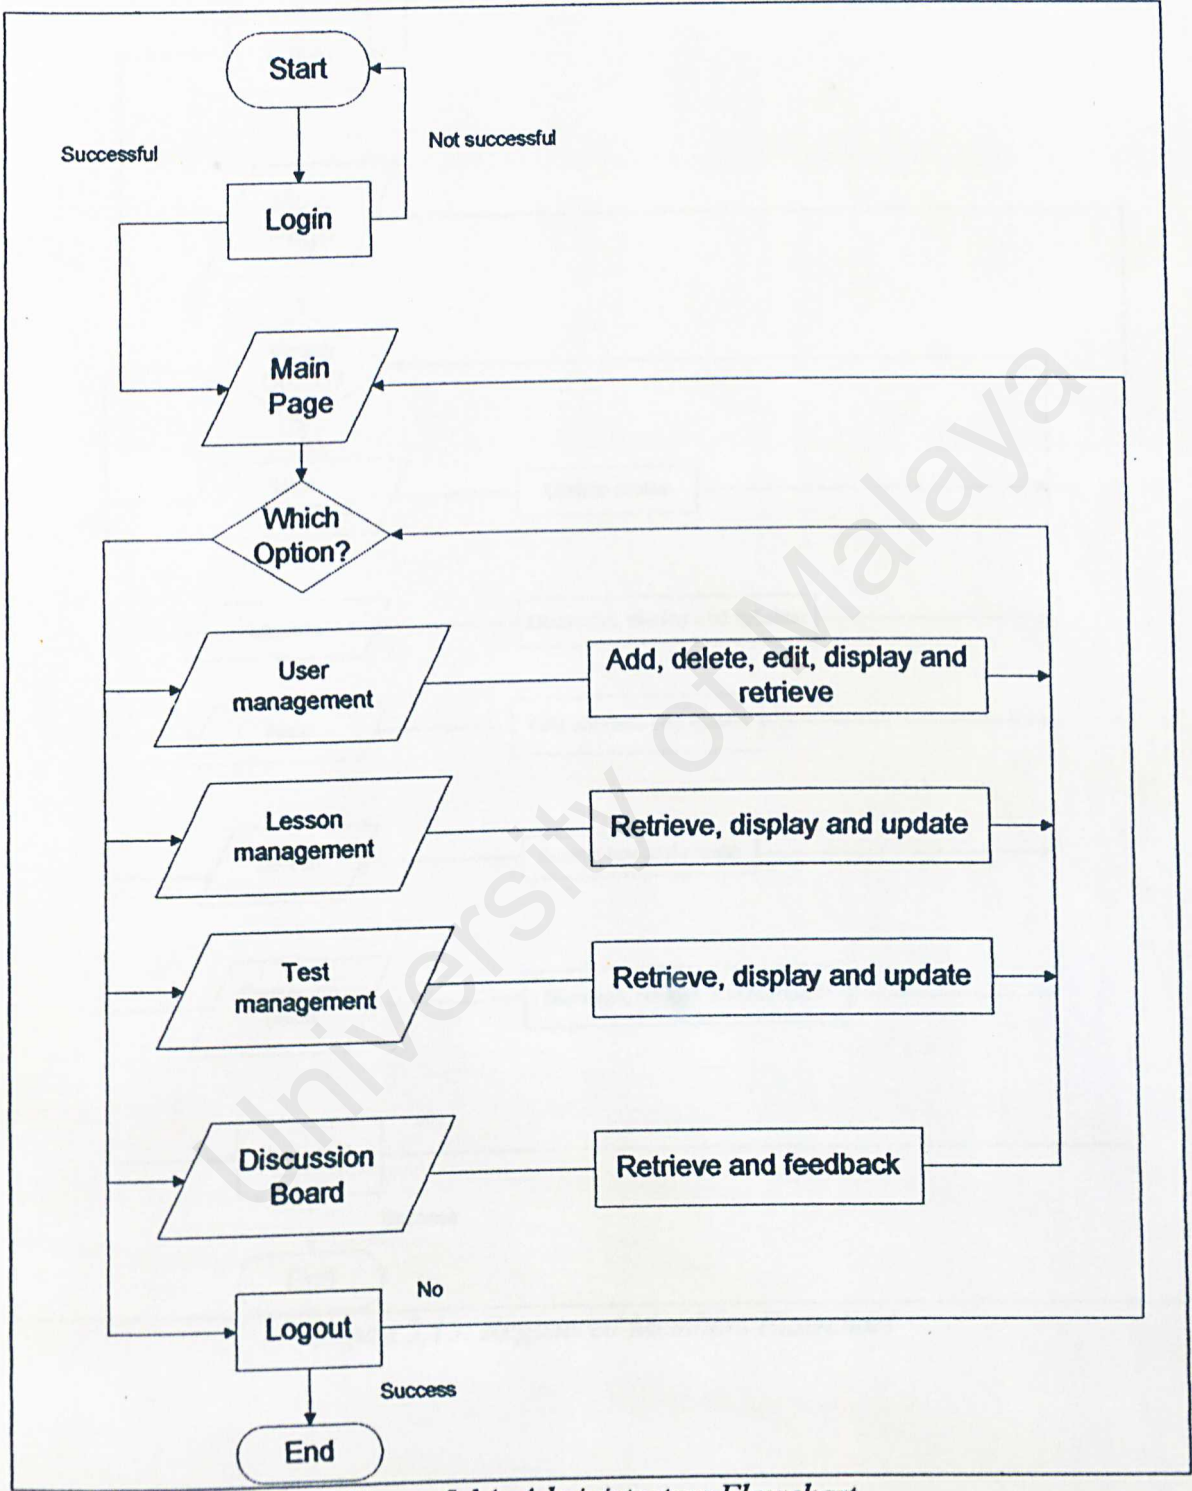 Start
Not successful
Successful
Login
Main
Page
Which
Option?
User
management
Add, delete, edit, display and
retrieve
Lesson
management
Retrieve, display and update
Test
management
Retrieve, display and update
Discussion
Board
Retrieve and feedback
No
Logout
Success
End
Flowchart
University of Malaya